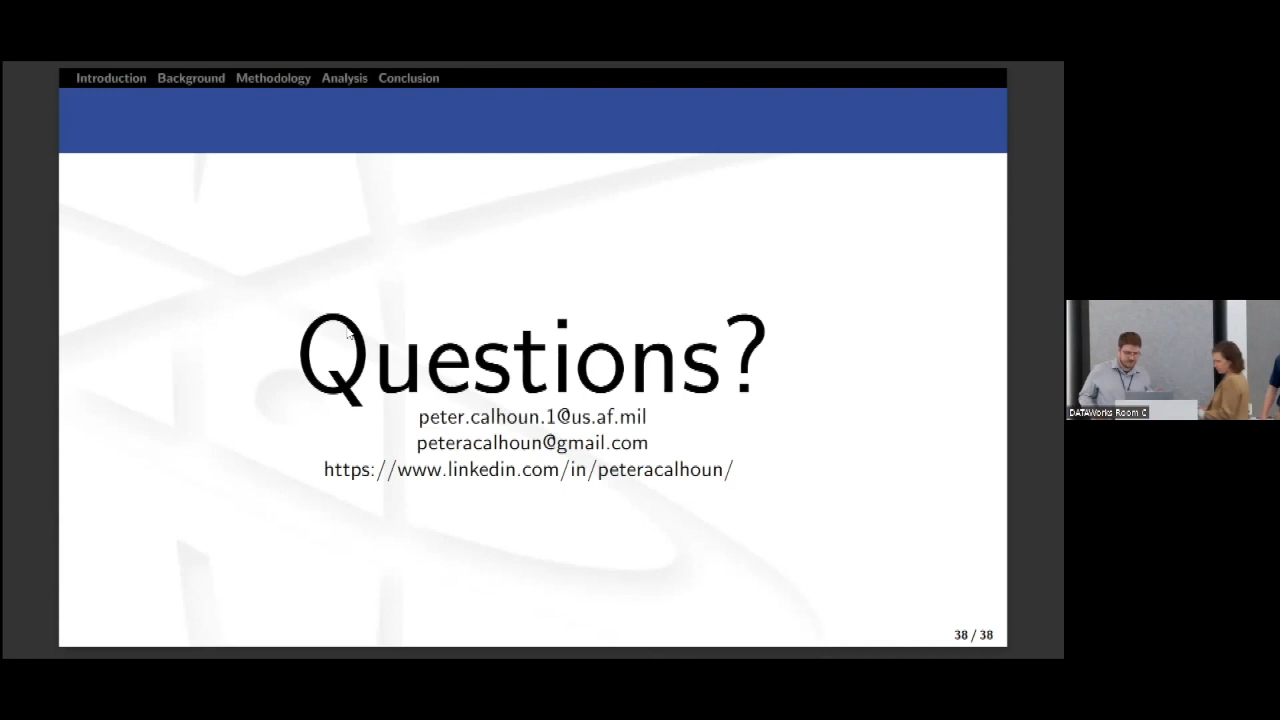 Introduction Background Methodology Analysis Conclusion
Questions?
peter.calhoun.1@us.af.mil
peteracalhoun@gmail.com
https://www.linkedin.com/in/peteracalhoun/
38 / 38
DATAWorks Room C